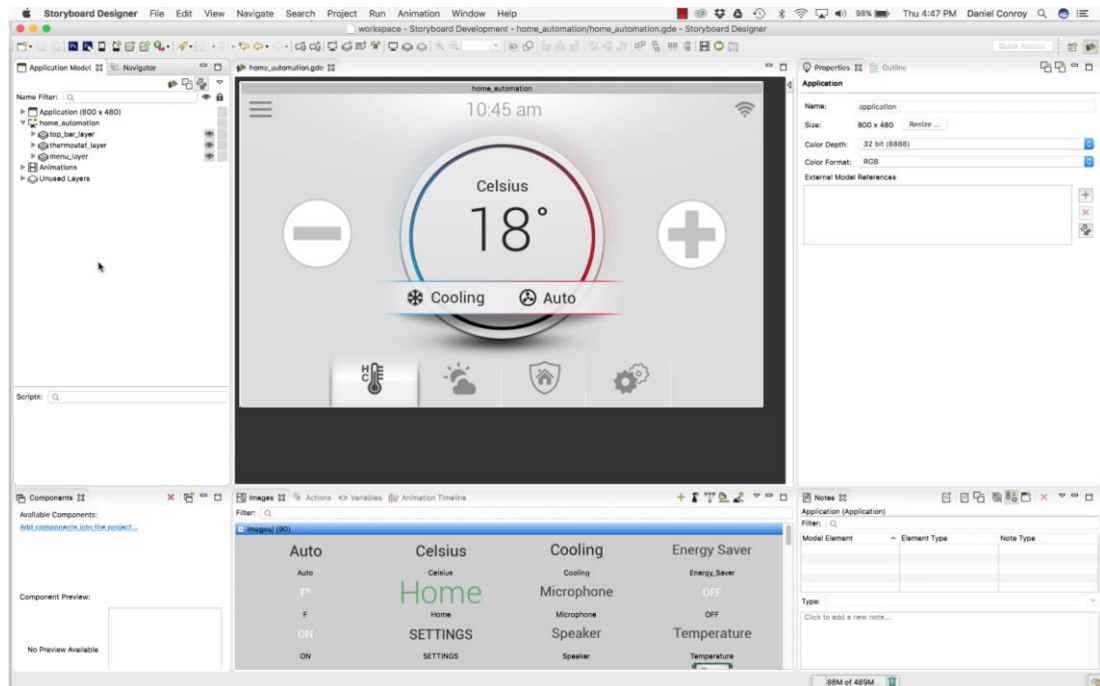 Storyboard Designer File Edit View Navigate Search Project Run Animation Window Help 98% Thu 4:47 PM Daniel Conroy
workspace - Storyboard Development - home_automation/home_automation.gde - Storyboard Designer
Quick Access
Application Model Navigator
Name Filter:
Application (800 x 480)
home_automation
top_bar_layer
thermostat_layer
menu_layer
Animations
Unused Layers
Scripts:
home_automation.gde
home_automation
10:45 am
Celsius
18°
Cooling Auto
H C
Properties Outline
Application
Name: application
Size: 800 x 480 Resize ...
Color Depth: 32 bit (8888)
Color Format: RGB
External Model References
Components
Available Components:
Add components into the project...
Component Preview:
No Preview Available
Images Actions Variables Animation Timeline
Filter:
images/ (90)
Auto Celsius Cooling Energy Saver
Auto Celsius Cooling Energy_Saver
F° Home Microphone OFF
F Home Microphone OFF
ON SETTINGS Speaker Temperature
ON SETTINGS Speaker Temperature
Notes
Application (Application)
Filter:
Model Element Element Type Note Type
Type:
Click to add a new note...
88M of 489M